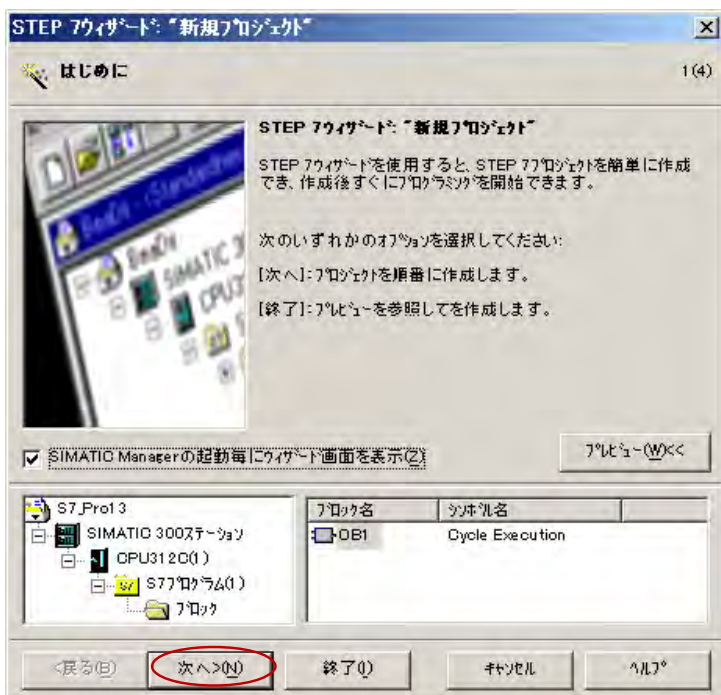 STEP 7ウィザード: "新規プロジェクト"
はじめに
1(4)
STEP 7ウィザード: "新規プロジェクト"
STEP 7ウィザードを使用すると、STEP 7プロジェクトを簡単に作成
でき、作成後すぐにプログラミングを開始できます。
次のいずれかのオプションを選択してください:
[次へ]:プロジェクトを順番に作成します。
[終了]:プレビューを参照してを作成します。
SIMATIC 3
CPU3
SIMATIC Managerの起動毎にウィザード画面を表示(Z)
プレビュー(W)<<
S7_Pro13
SIMATIC 300ステーション
CPU312C(1)
S7プログラム(1)
ブロック
ブロック名 シンボル名
OB1 Cycle Execution
<戻る(B) 次へ>(N) 終了() キャンセル ヘルプ